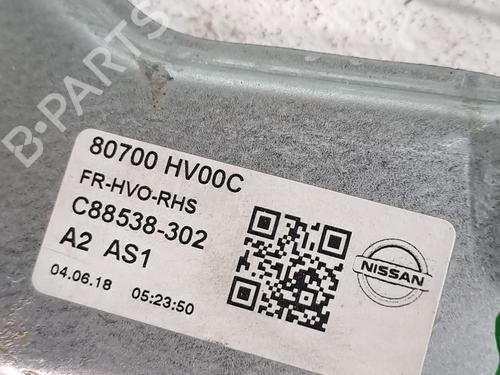 B-PARTS
80700 HV00C
FR-HVO-RHS
C88538-302
A2 AS1
04.06.18 05:23:50
NISSAN